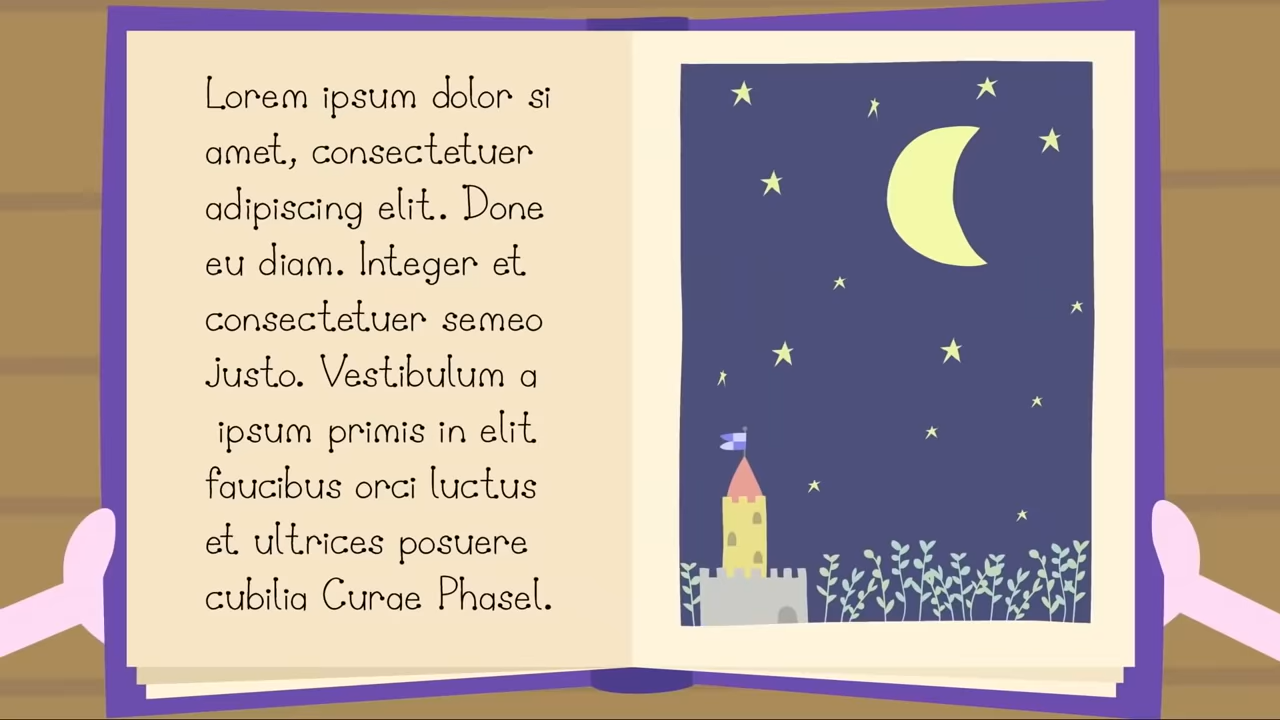 Lorem ipsum dolor si
amet, consectetuer
adipiscing elit. Done
eu diam. Integer et
consectetuer semeo
justo. Vestibulum a
ipsum primis in elit
faucibus orci luctus
et ultrices posuere
cubilia Curae Phasel.